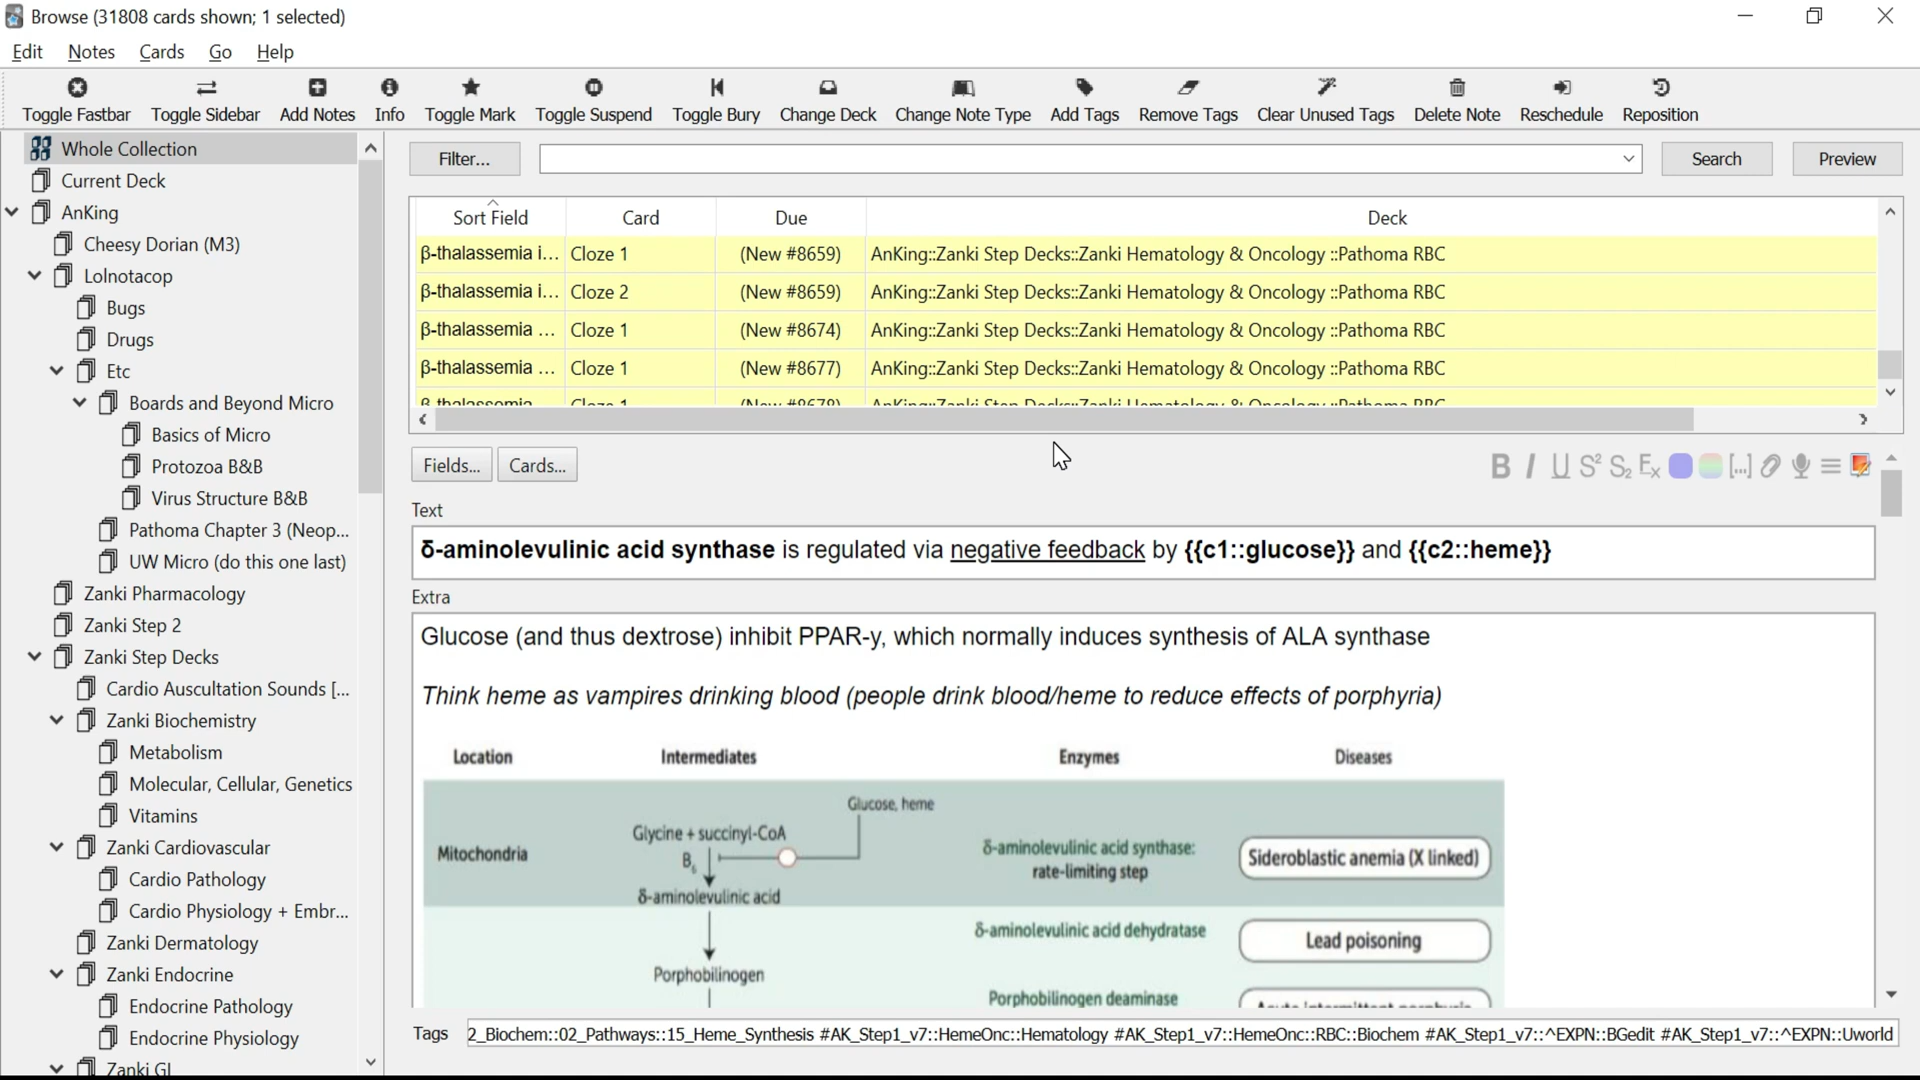 Browse (31808 cards shown; 1 selected)
Edit Notes Cards Go Help
Toggle Fastbar Toggle Sidebar Add Notes Info Toggle Mark Toggle Suspend Toggle Bury Change Deck Change Note Type Add Tags Remove Tags Clear Unused Tags Delete Note Reschedule Reposition
Whole Collection
Current Deck
AnKing
Cheesy Dorian (M3)
Lolnotacop
Bugs
Drugs
Etc
Boards and Beyond Micro
Basics of Micro
Protozoa B&B
Virus Structure B&B
Pathoma Chapter 3 (Neop...
UW Micro (do this one last)
Zanki Pharmacology
Zanki Step 2
Zanki Step Decks
Cardio Auscultation Sounds [...
Zanki Biochemistry
Metabolism
Molecular, Cellular, Genetics
Vitamins
Zanki Cardiovascular
Cardio Pathology
Cardio Physiology + Embr...
Zanki Dermatology
Zanki Endocrine
Endocrine Pathology
Endocrine Physiology
Zanki GI
Filter... Search Preview
Sort Field Card Due Deck
β-thalassemia i... Cloze 1 (New #8659) AnKing::Zanki Step Decks::Zanki Hematology & Oncology ::Pathoma RBC
β-thalassemia i... Cloze 2 (New #8659) AnKing::Zanki Step Decks::Zanki Hematology & Oncology ::Pathoma RBC
β-thalassemia ... Cloze 1 (New #8674) AnKing::Zanki Step Decks::Zanki Hematology & Oncology ::Pathoma RBC
β-thalassemia ... Cloze 1 (New #8677) AnKing::Zanki Step Decks::Zanki Hematology & Oncology ::Pathoma RBC
Fields... Cards...
Text
δ-aminolevulinic acid synthase is regulated via negative feedback by {{c1::glucose}} and {{c2::heme}}
Extra
Glucose (and thus dextrose) inhibit PPAR-y, which normally induces synthesis of ALA synthase
Think heme as vampires drinking blood (people drink blood/heme to reduce effects of porphyria)
Location Intermediates Enzymes Diseases
Glucose, heme
Glycine + succinyl-CoA
Mitochondria
B6
δ-aminolevulinic acid synthase:
rate-limiting step
Sideroblastic anemia (X linked)
δ-aminolevulinic acid
δ-aminolevulinic acid dehydratase
Lead poisoning
Porphobilinogen
Porphobilinogen deaminase
Tags 2_Biochem::02_Pathways::15_Heme_Synthesis #AK_Step1_v7::HemeOnc::Hematology #AK_Step1_v7::HemeOnc::RBC::Biochem #AK_Step1_v7::^EXPN::BGedit #AK_Step1_v7::^EXPN::Uworld